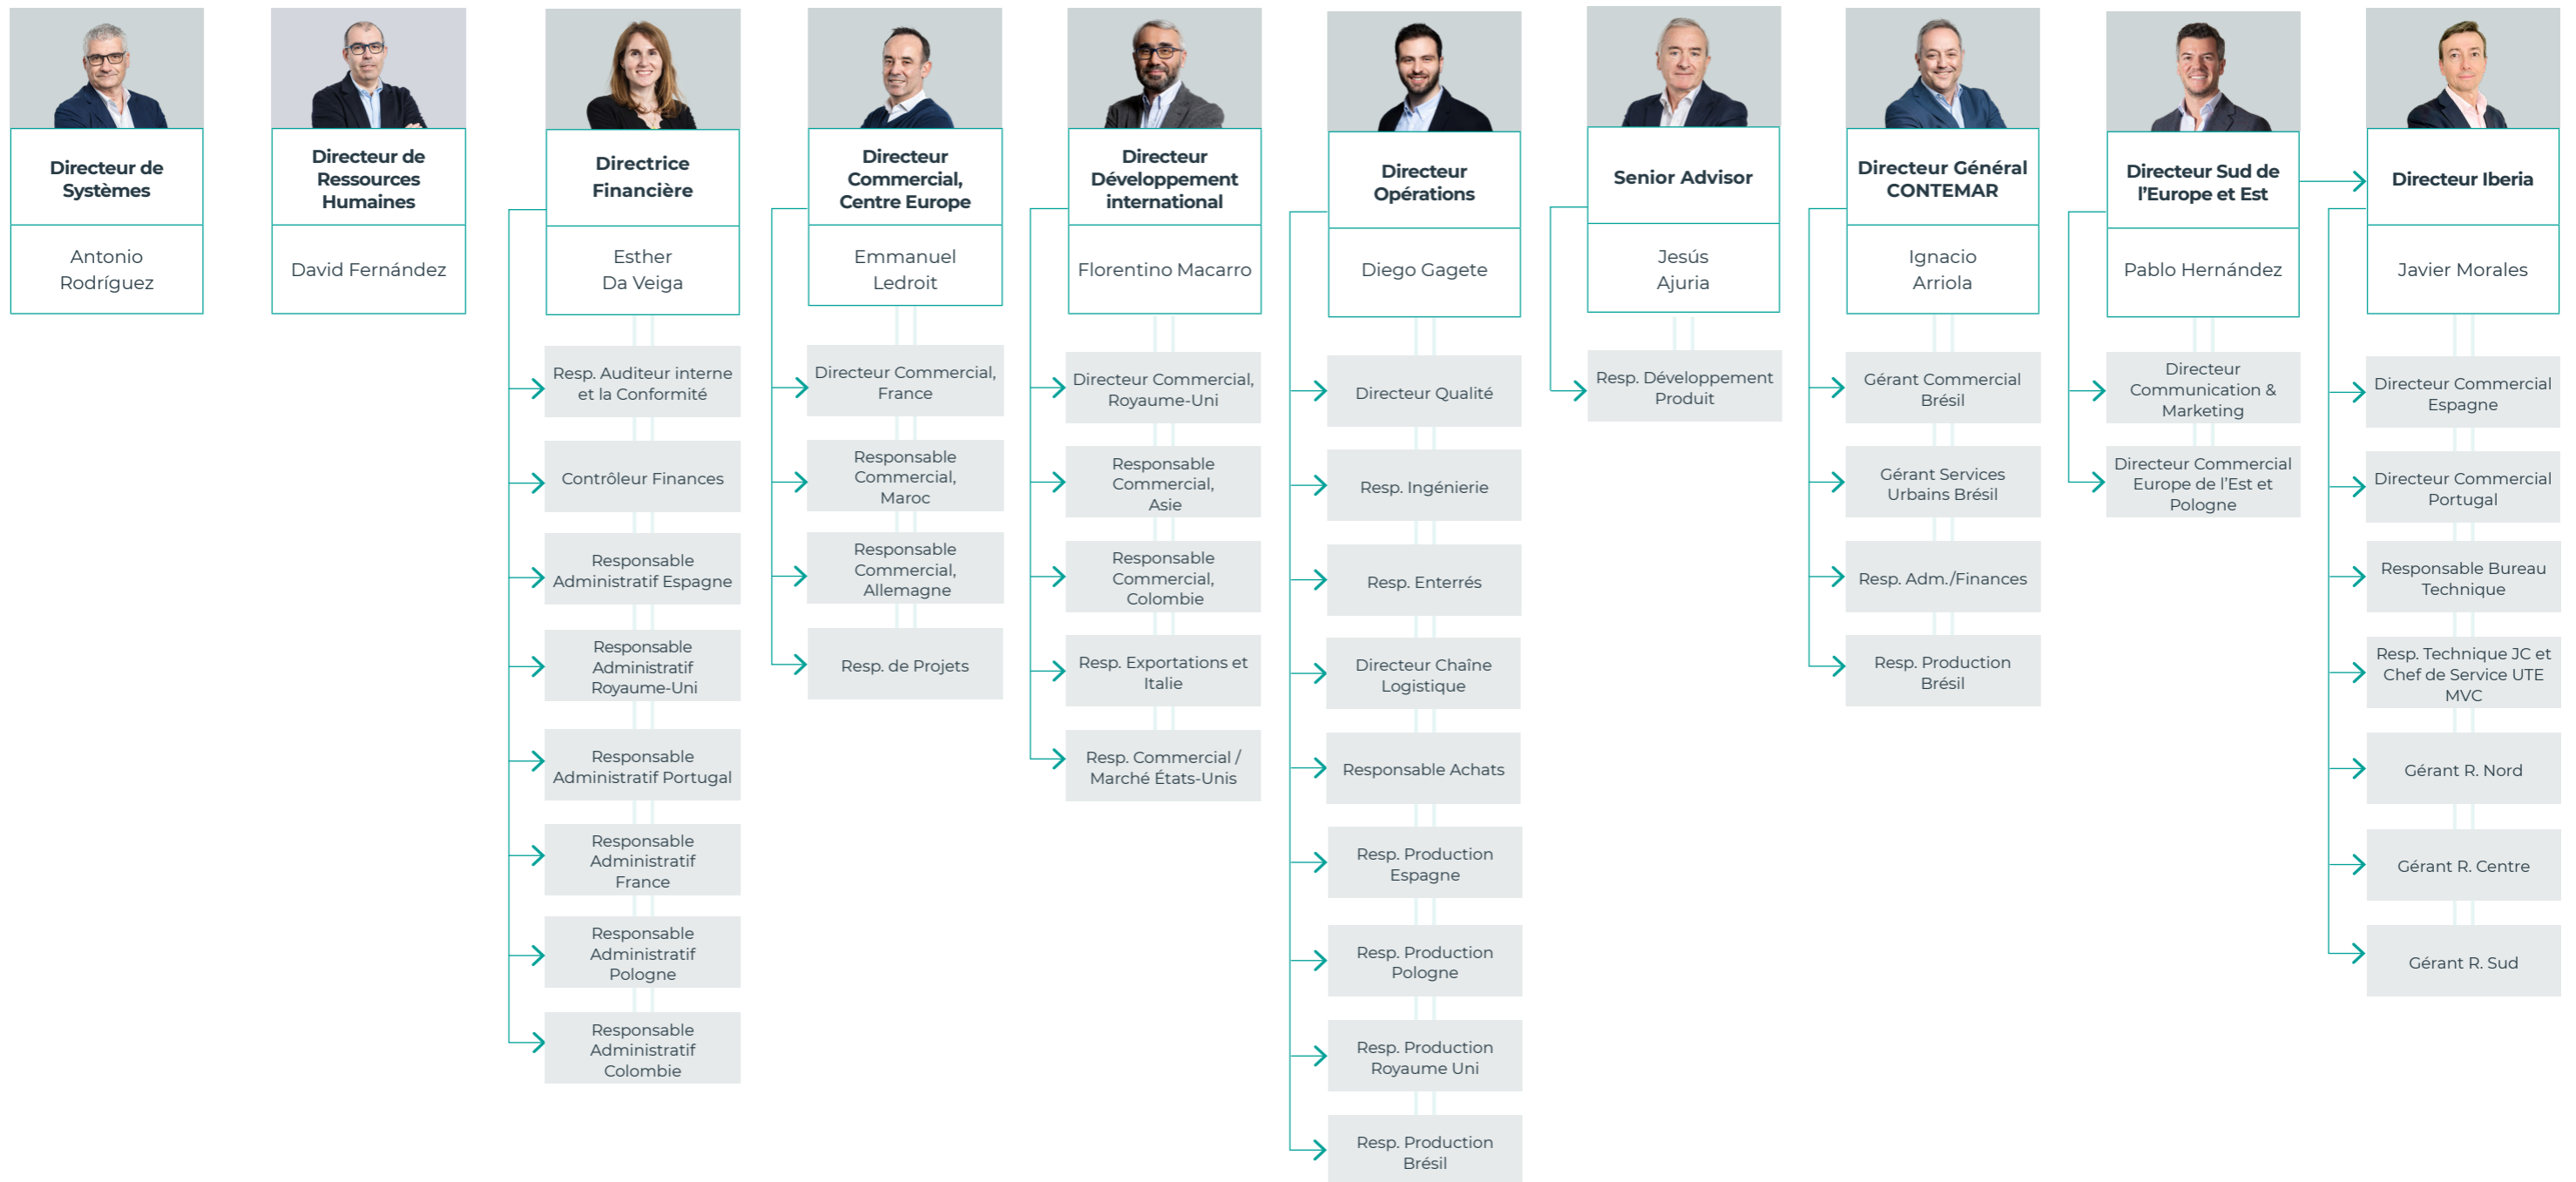 Directeur de
Systèmes
Antonio
Rodríguez
Directeur de
Ressources
Humaines
David Fernández
Directrice
Financière
Esther
Da Veiga
Resp. Auditeur interne
et la Conformité
Contrôleur Finances
Responsable
Administratif Espagne
Responsable
Administratif
Royaume-Uni
Responsable
Administratif Portugal
Responsable
Administratif
France
Responsable
Administratif
Pologne
Responsable
Administratif
Colombie
Directeur
Commercial,
Centre Europe
Emmanuel
Ledroit
Directeur Commercial,
France
Responsable
Commercial,
Maroc
Responsable
Commercial,
Allemagne
Resp. de Projets
Directeur
Développement
international
Florentino Macarro
Directeur Commercial,
Royaume-Uni
Responsable
Commercial,
Asie
Responsable
Commercial,
Colombie
Resp. Exportations et
Italie
Resp. Commercial /
Marché États-Unis
Directeur
Opérations
Diego Gagete
Directeur Qualité
Resp. Ingénierie
Resp. Enterrés
Directeur Chaîne
Logistique
Responsable Achats
Resp. Production
Espagne
Resp. Production
Pologne
Resp. Production
Royaume Uni
Resp. Production
Brésil
Senior Advisor
Jesús
Ajuria
Resp. Développement
Produit
Directeur Général
CONTEMAR
Ignacio
Arriola
Gérant Commercial
Brésil
Gérant Services
Urbains Brésil
Resp. Adm./Finances
Resp. Production
Brésil
Directeur Sud de
l'Europe et Est
Pablo Hernández
Directeur
Communication &
Marketing
Directeur Commercial
Europe de l'Est et
Pologne
Directeur Iberia
Javier Morales
Directeur Commercial
Espagne
Directeur Commercial
Portugal
Responsable Bureau
Technique
Resp. Technique JC et
Chef de Service UTE
MVC
Gérant R. Nord
Gérant R. Centre
Gérant R. Sud